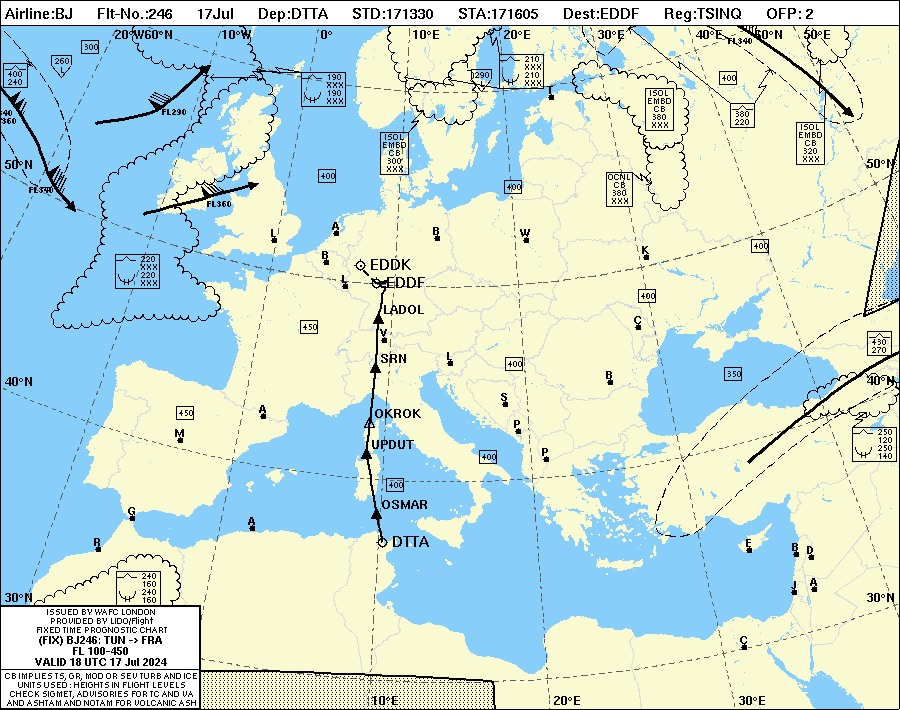 Airline:BJ Flt-No.:246 17Jul Dep:DTTA STD:171330 STA:171605 Dest:EDDF Reg:TSINQ OFP: 2
20°W60°N 10°W 0° 10°E 20°E 30°E 40°E 60°N 50°E
FL340
300
260
L
400
240
190
XXX
190
XXX
290
210
XXX
210
XXX
400
FL290
T
ISOL
EMBD
CB
380
XXX
380
220
ISOL
EMBD
CB
320
XXX
ISOL
EMBD
CB
300
XXX
50°N
50°N
FL340
400
400
OCNL
CB
380
XXX
FL360
L
A
B
W
K
400
220
XXX
220
XXX
B
EDDK
L
EDDF
400
LADOL
450
V
C
430
270
SRN
L
400
350
40°N
B
40°N
450
A
OKROK
S
M
P
250
120
250
140
UPDUT
400
P
400
OSMAR
G
A
DTTA
R
E
B
D
240
160
240
160
J
A
30°N
30°N
ISSUED BY WAFC LONDON
PROVIDED BY LIDO/Flight
FIXED TIME PROGNOSTIC CHART
(FIX) BJ246: TUN -> FRA
FL 100-450
VALID 18 UTC 17 Jul 2024
C
CB IMPLIES TS, GR, MOD OR SEV TURB AND ICE
UNITS USED : HEIGHTS IN FLIGHT LEVELS
CHECK SIGMET, ADVISORIES FOR TC AND VA
AND ASHTAM AND NOTAM FOR VOLCANIC ASH
10°E 20°E 30°E